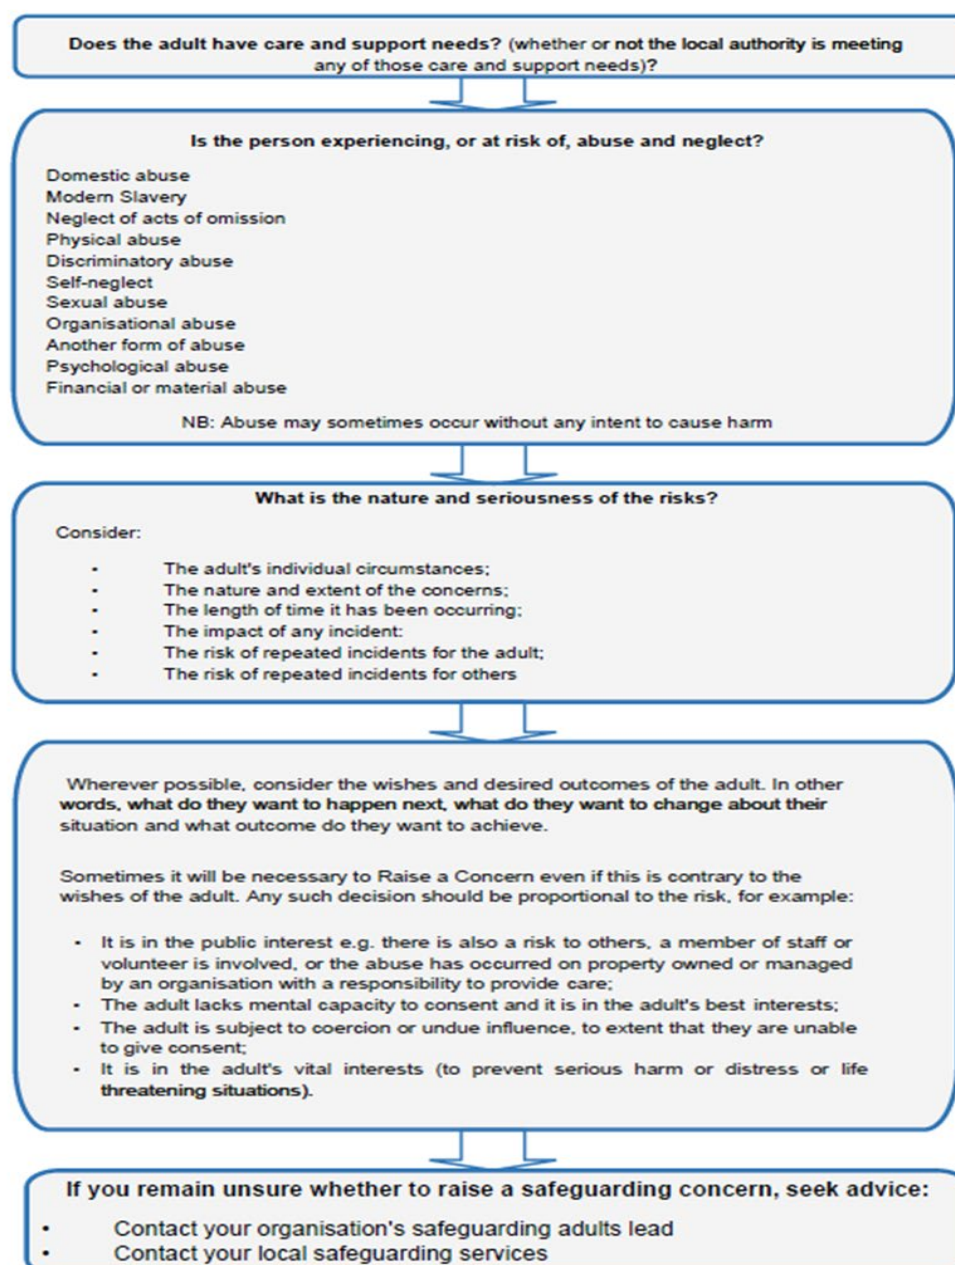 Does the adult have care and support needs? (whether or not the local authority is meeting
any of those care and support needs)?
Is the person experiencing, or at risk of, abuse and neglect?
Domestic abuse
Modern Slavery
Neglect of acts of omission
Physical abuse
Discriminatory abuse
Self-neglect
Sexual abuse
Organisational abuse
Another form of abuse
Psychological abuse
Financial or material abuse
NB: Abuse may sometimes occur without any intent to cause harm
What is the nature and seriousness of the risks?
Consider:
· The adult's individual circumstances;
· The nature and extent of the concerns;
· The length of time it has been occurring;
· The impact of any incident:
· The risk of repeated incidents for the adult;
· The risk of repeated incidents for others
Wherever possible, consider the wishes and desired outcomes of the adult. In other
words, what do they want to happen next, what do they want to change about their
situation and what outcome do they want to achieve.
Sometimes it will be necessary to Raise a Concern even if this is contrary to the
wishes of the adult. Any such decision should be proportional to the risk, for example:
· It is in the public interest e.g. there is also a risk to others, a member of staff or
volunteer is involved, or the abuse has occurred on property owned or managed
by an organisation with a responsibility to provide care;
· The adult lacks mental capacity to consent and it is in the adult's best interests;
· The adult is subject to coercion or undue influence, to extent that they are unable
to give consent;
· It is in the adult's vital interests (to prevent serious harm or distress or life
threatening situations).
If you remain unsure whether to raise a safeguarding concern, seek advice:
• Contact your organisation's safeguarding adults lead
• Contact your local safeguarding services